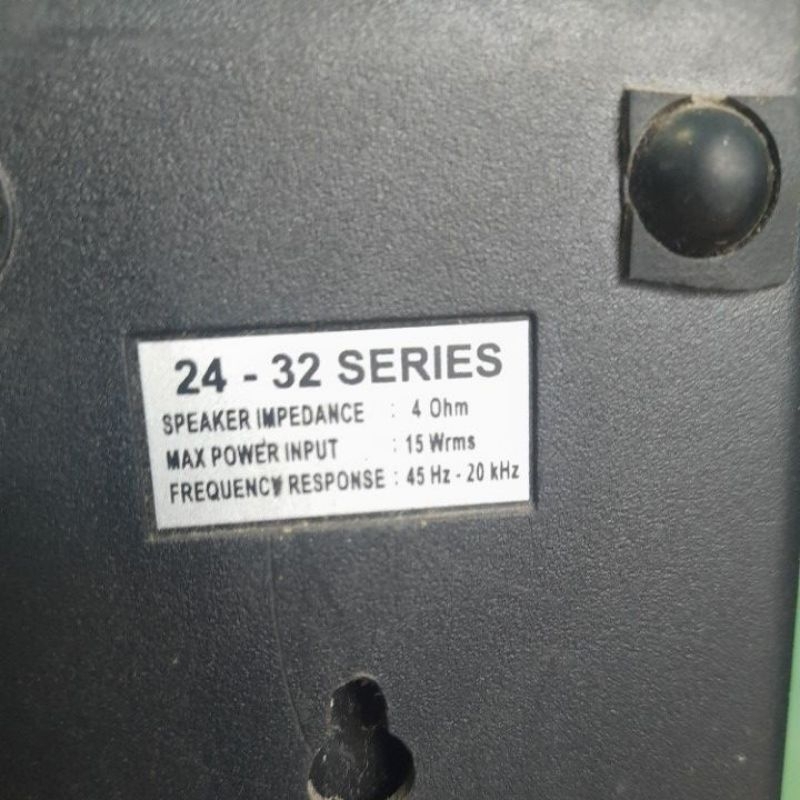 24 - 32 SERIES
SPEAKER IMPEDANCE : 4 Ohm
MAX POWER INPUT : 15 Wrms
FREQUENCY RESPONSE : 45 Hz - 20 kHz